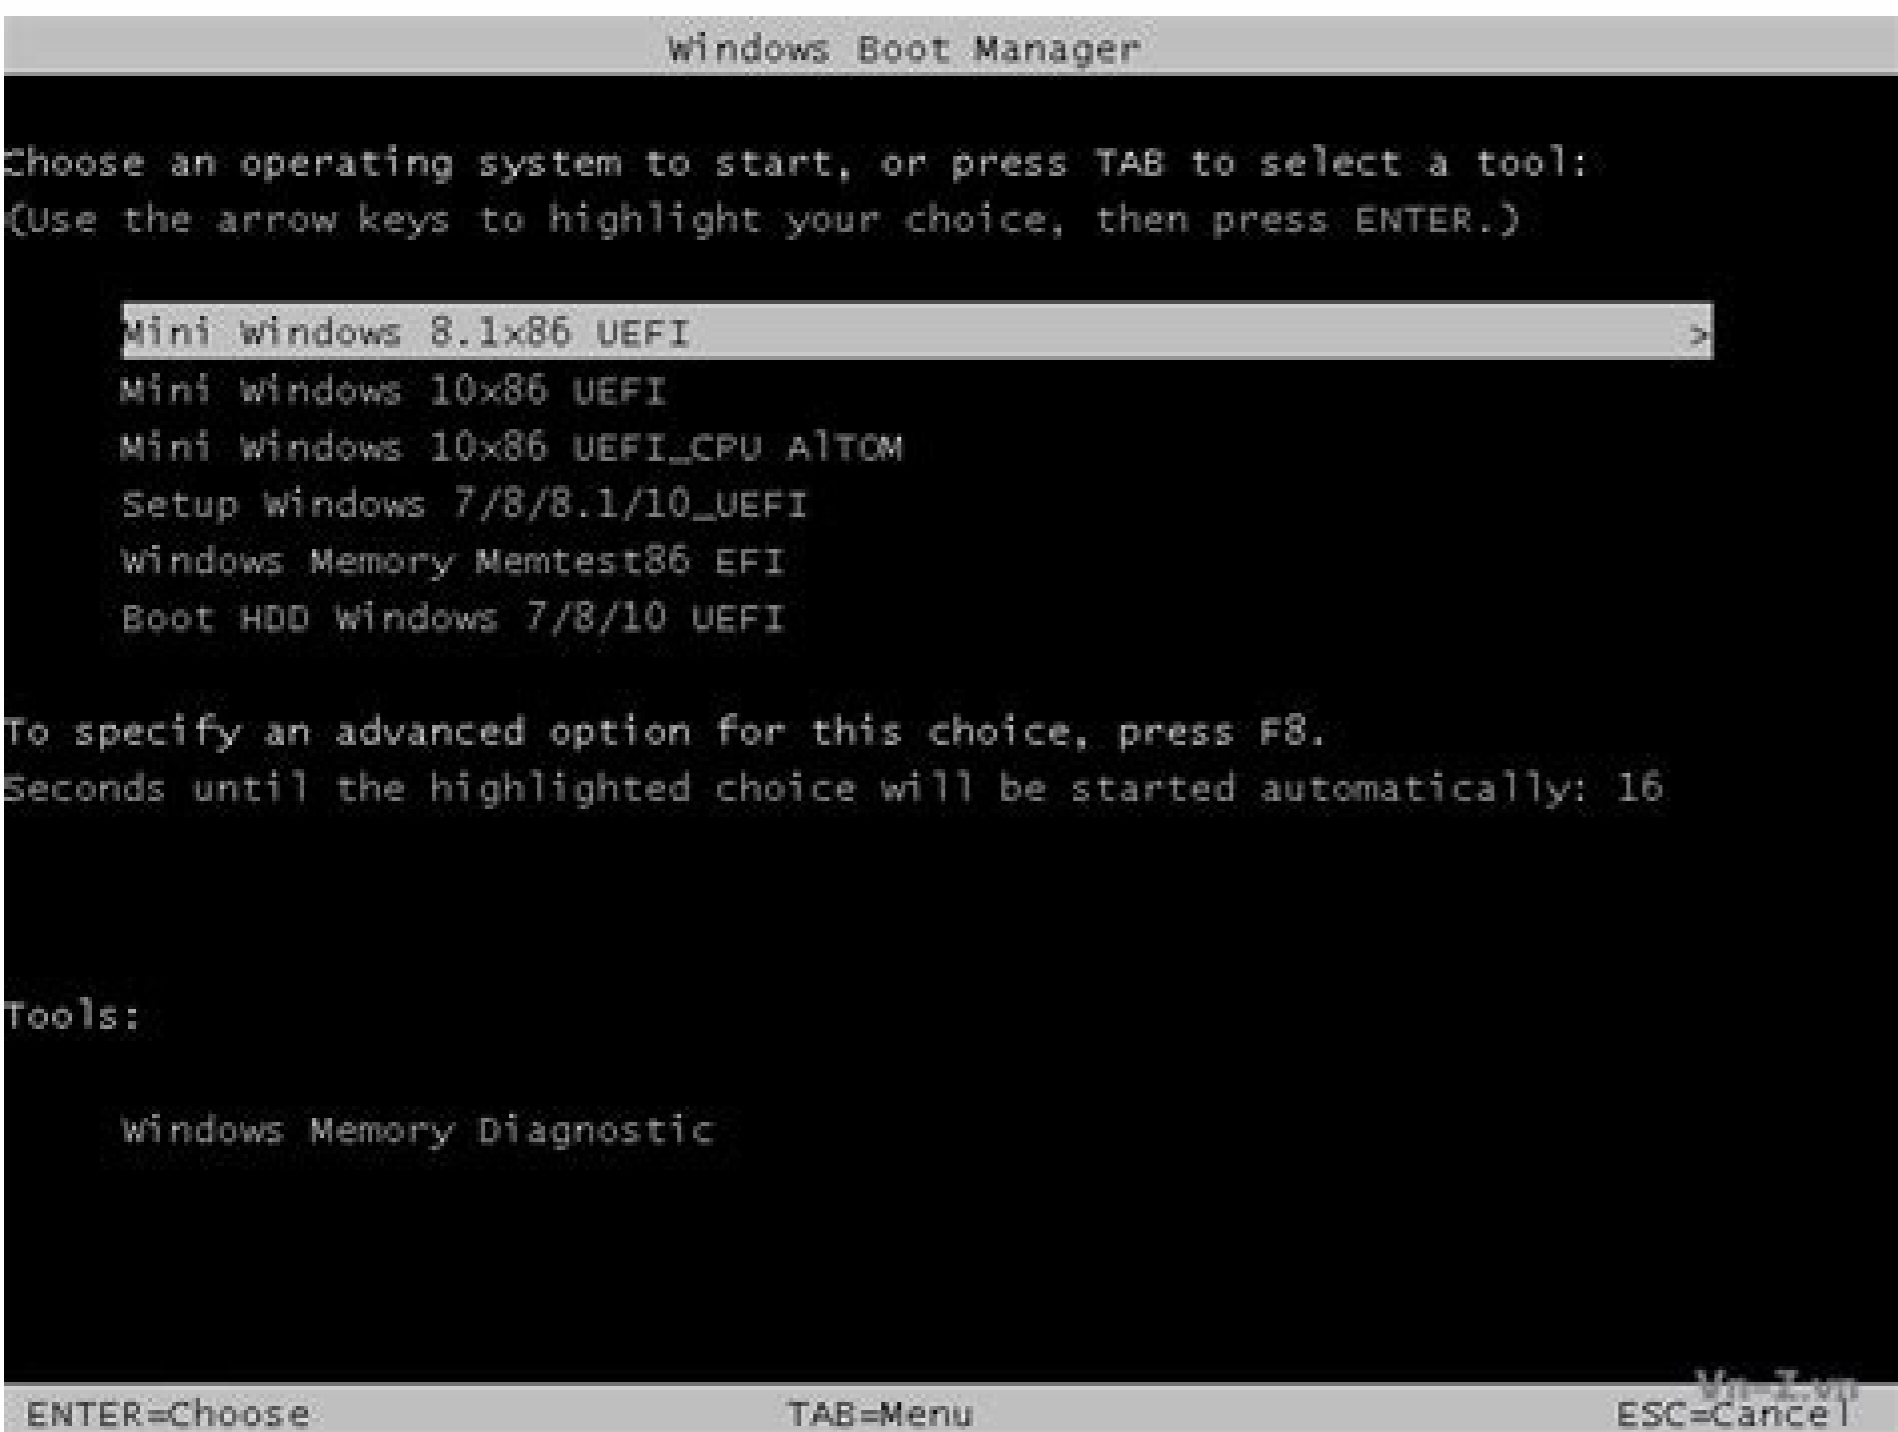 Windows Boot Manager
Choose an operating system to start, or press TAB to select a tool:
(Use the arrow keys to highlight your choice, then press ENTER.)
Mini Windows 8.1x86 UEFI >
Mini Windows 10x86 UEFI
Mini Windows 10x86 UEFI_CPU AlTOM
Setup Windows 7/8/8.1/10_UEFI
Windows Memory Memtest86 EFI
Boot HDD Windows 7/8/10 UEFI
To specify an advanced option for this choice, press F8.
Seconds until the highlighted choice will be started automatically: 16
Tools:
Windows Memory Diagnostic
Vn-Z.vn
ENTER=Choose TAB=Menu ESC=Cancel